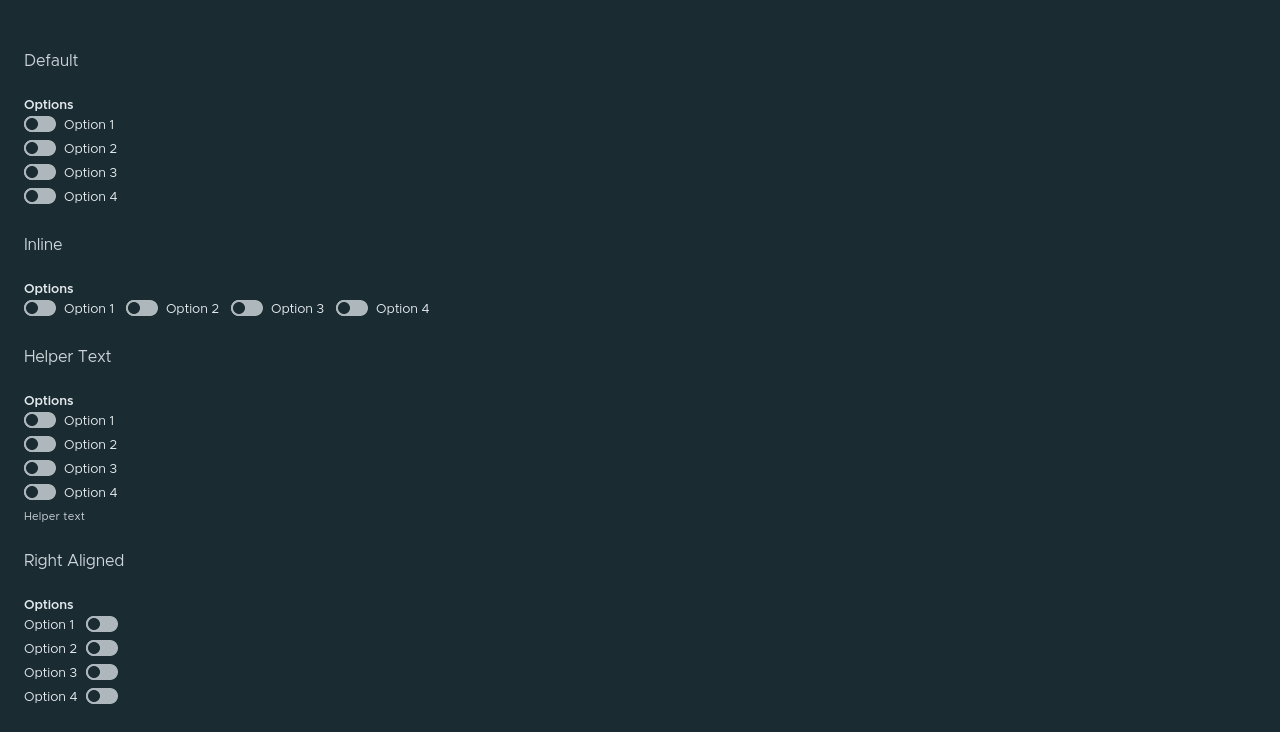 Default
Options
Option 1
Option 2
Option 3
Option 4
Inline
Options
Option 1 Option 2 Option 3 Option 4
Helper Text
Options
Option 1
Option 2
Option 3
Option 4
Helper text
Right Aligned
Options
Option 1
Option 2
Option 3
Option 4